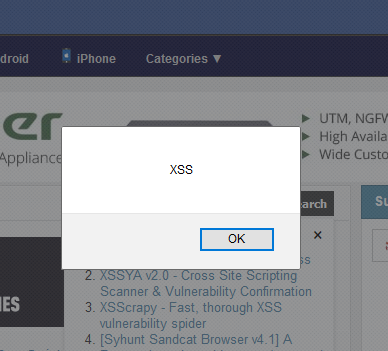 droid iPhone Categories ▼
er
Appliance
UTM, NGFW
High Availa
Wide Custo
XSS
OK
earch
Su
×
ss
2. XSSYA v2.0 - Cross Site Scripting
Scanner & Vulnerability Confirmation
3. XSScrapy - Fast, thorough XSS
vulnerability spider
4. [Syhunt Sandcat Browser v4.1] A
IES